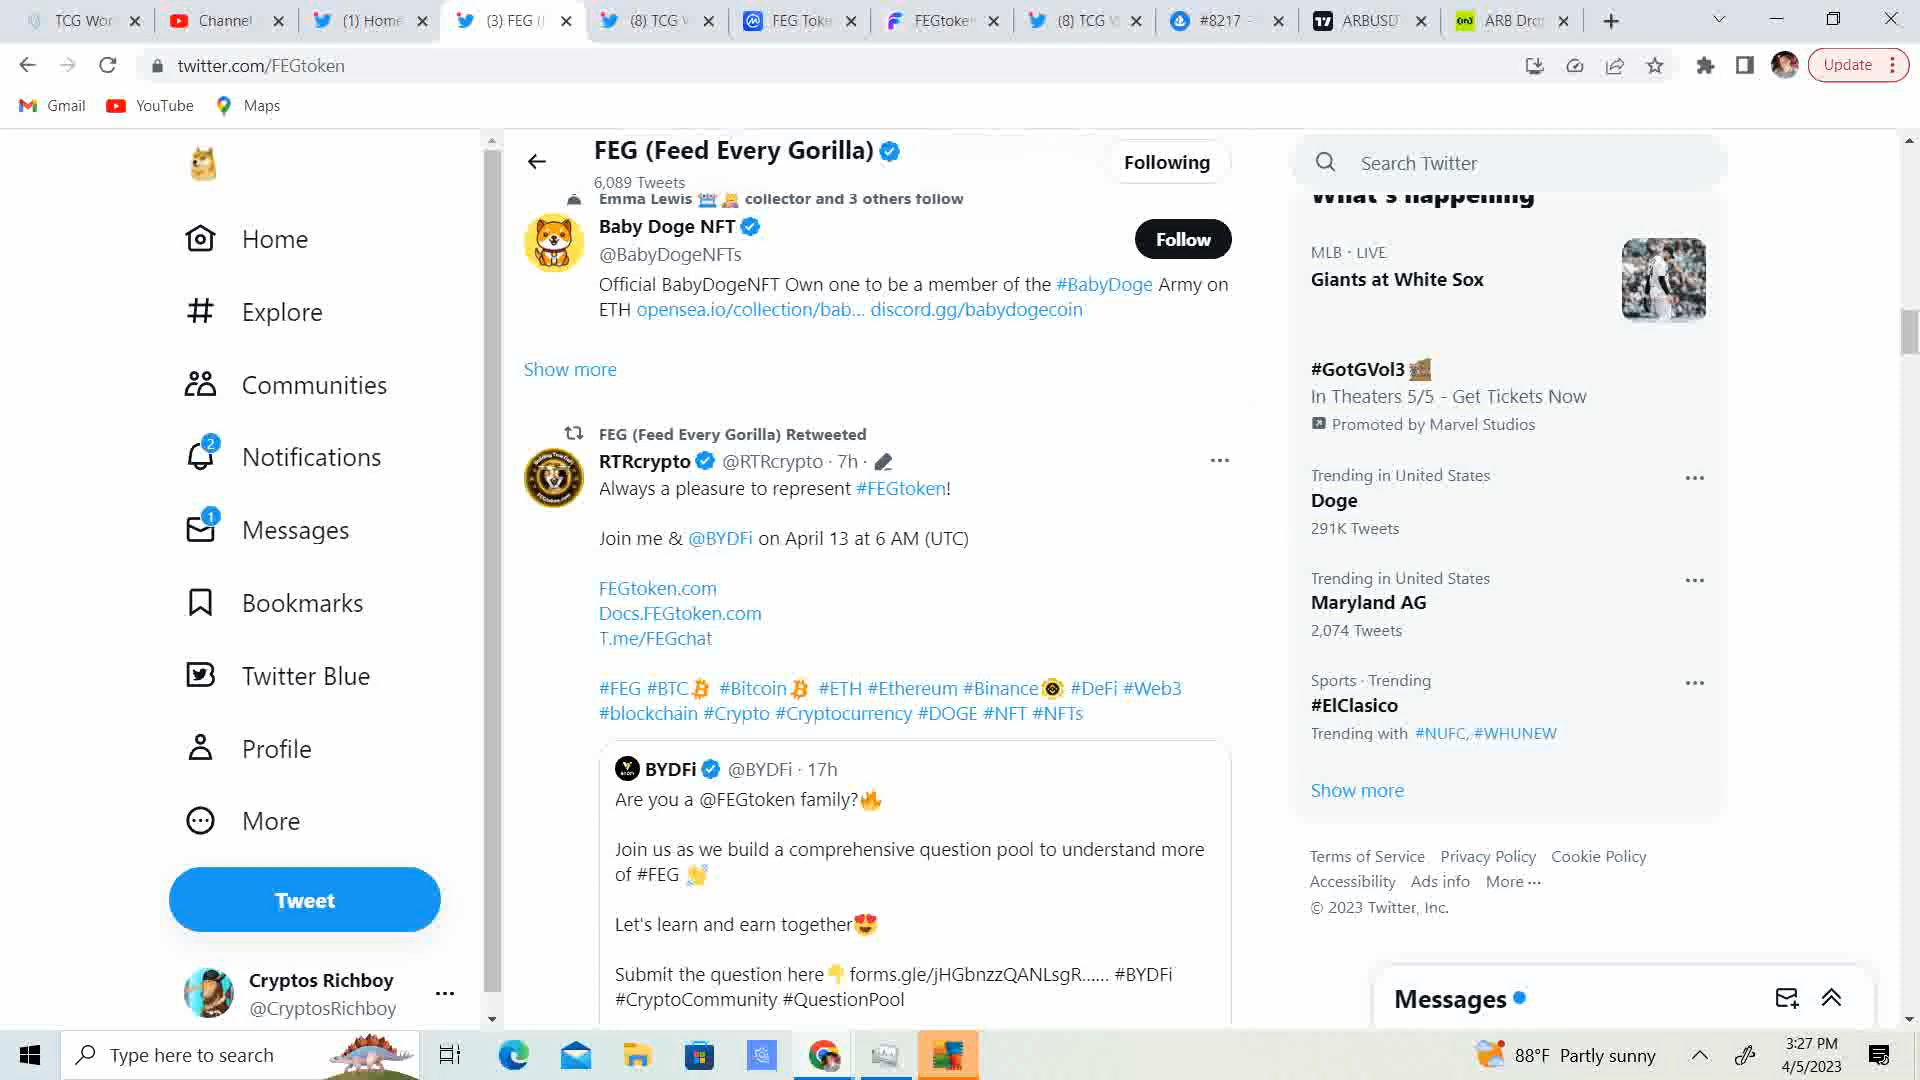 TCG Wor
Channel
(1) Home
(3) FEG (
(8) TCG
FEG Toke
FEGtoke
(8) TCG
#8217 -
ARBUSD
ARB Dro
twitter.com/FEGtoken
Update
Gmail
YouTube
Maps
Home
Explore
2
Notifications
1
Messages
Bookmarks
Twitter Blue
Profile
More
Tweet
Cryptos Richboy
@CryptosRichboy
FEG (Feed Every Gorilla)
6,089 Tweets
Following
Emma Lewis collector and 3 others follow
Baby Doge NFT
@BabyDogeNFTs
Follow
Official BabyDogeNFT Own one to be a member of the #BabyDoge Army on
ETH opensea.io/collection/bab... discord.gg/babydogecoin
Show more
FEG (Feed Every Gorilla) Retweeted
RTRcrypto @RTRcrypto · 7h ·
Always a pleasure to represent #FEGtoken!
Join me & @BYDFi on April 13 at 6 AM (UTC)
FEGtoken.com
Docs.FEGtoken.com
T.me/FEGchat
#FEG #BTC #Bitcoin #ETH #Ethereum #Binance #DeFi #Web3
#blockchain #Crypto #Cryptocurrency #DOGE #NFT #NFTs
BYDFi @BYDFi · 17h
Are you a @FEGtoken family?
Join us as we build a comprehensive question pool to understand more
of #FEG
Let's learn and earn together
Submit the question here forms.gle/jHGbnzzQANLsgR...... #BYDFi
#CryptoCommunity #QuestionPool
Search Twitter
What's happening
MLB · LIVE
Giants at White Sox
#GotGVol3
In Theaters 5/5 - Get Tickets Now
Promoted by Marvel Studios
Trending in United States
Doge
291K Tweets
Trending in United States
Maryland AG
2,074 Tweets
Sports · Trending
#ElClasico
Trending with #NUFC, #WHUNEW
Show more
Terms of Service Privacy Policy Cookie Policy
Accessibility Ads info More ···
© 2023 Twitter, Inc.
Messages
Type here to search
88°F Partly sunny
3:27 PM
4/5/2023